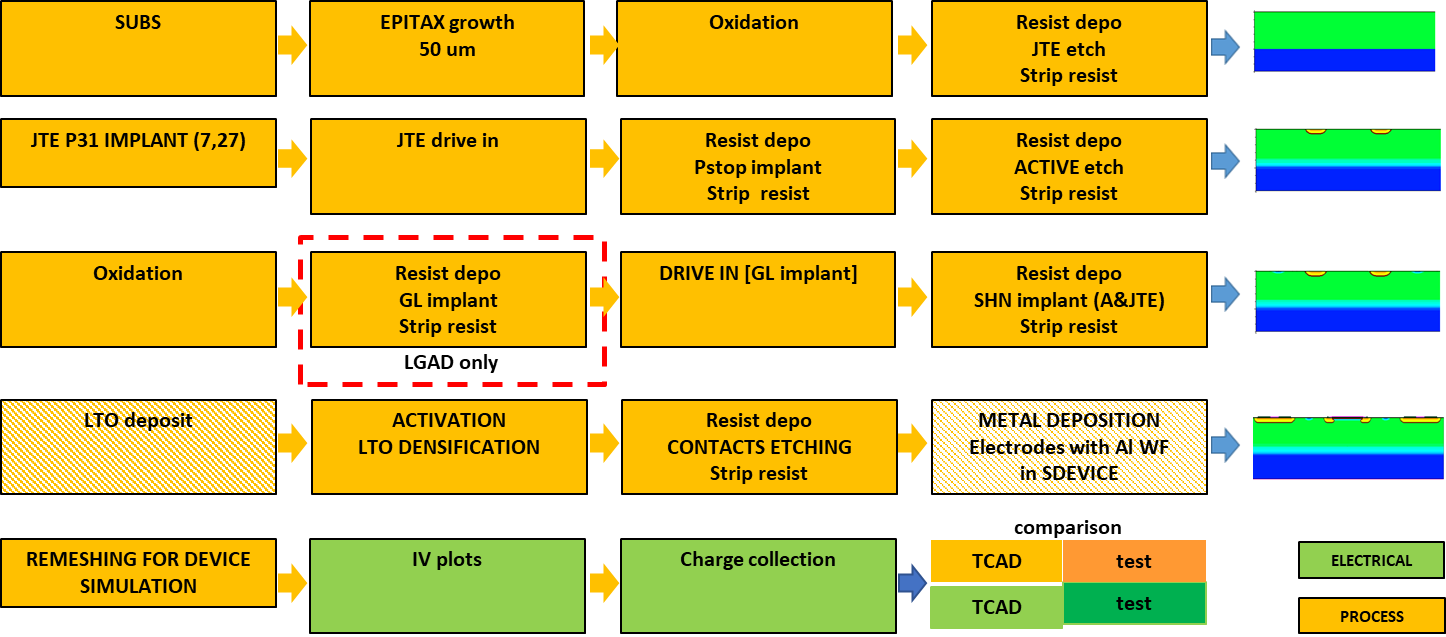 SUBS
EPITAX growth
50 um
Oxidation
Resist depo
JTE etch
Strip resist
JTE P31 IMPLANT (7,27)
JTE drive in
Resist depo
Pstop implant
Strip  resist
Resist depo
ACTIVE etch
Strip resist
Oxidation
Resist depo
GL implant
Strip resist
LGAD only
DRIVE IN [GL implant]
Resist depo
SHN implant (A&JTE)
Strip resist
LTO deposit
ACTIVATION
LTO DENSIFICATION
Resist depo
CONTACTS ETCHING
Strip resist
METAL DEPOSITION
Electrodes with Al WF
in SDEVICE
REMESHING FOR DEVICE
SIMULATION
IV plots
Charge collection
comparison
TCAD
test
TCAD
test
ELECTRICAL
PROCESS